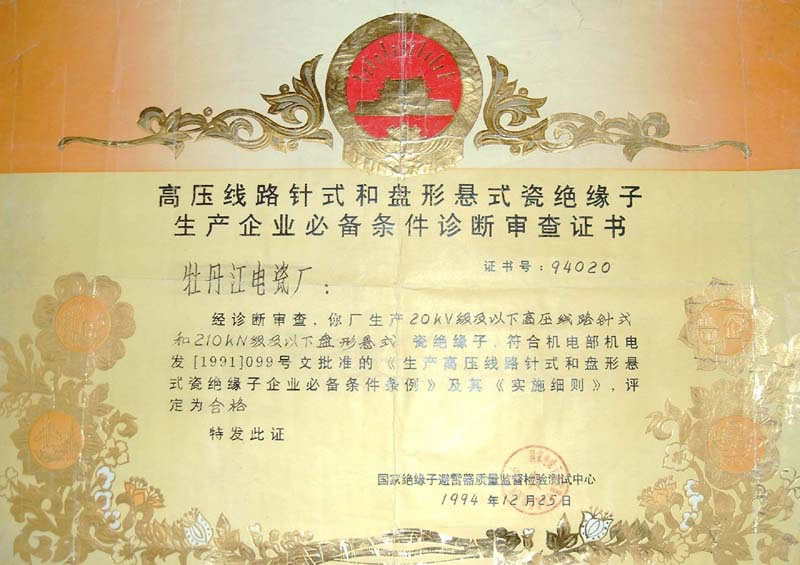 高压线路针式和盘形悬式瓷绝缘子
生产企业必备条件诊断审查证书
证书号：94020
牡丹江电瓷厂：
经诊断审查，你厂生产20KV级及以下高压线路针式
和210KN级及以下盘形悬式 瓷绝缘子，符合机电部机电
发[1991]099号文批准的《生产高压线路针式和盘形悬
式瓷绝缘子企业必备条件条例》及其《实施细则》，评
定为合格
特发此证
国家绝缘子避雷器质量监督检验测试中心
1994年12月25日